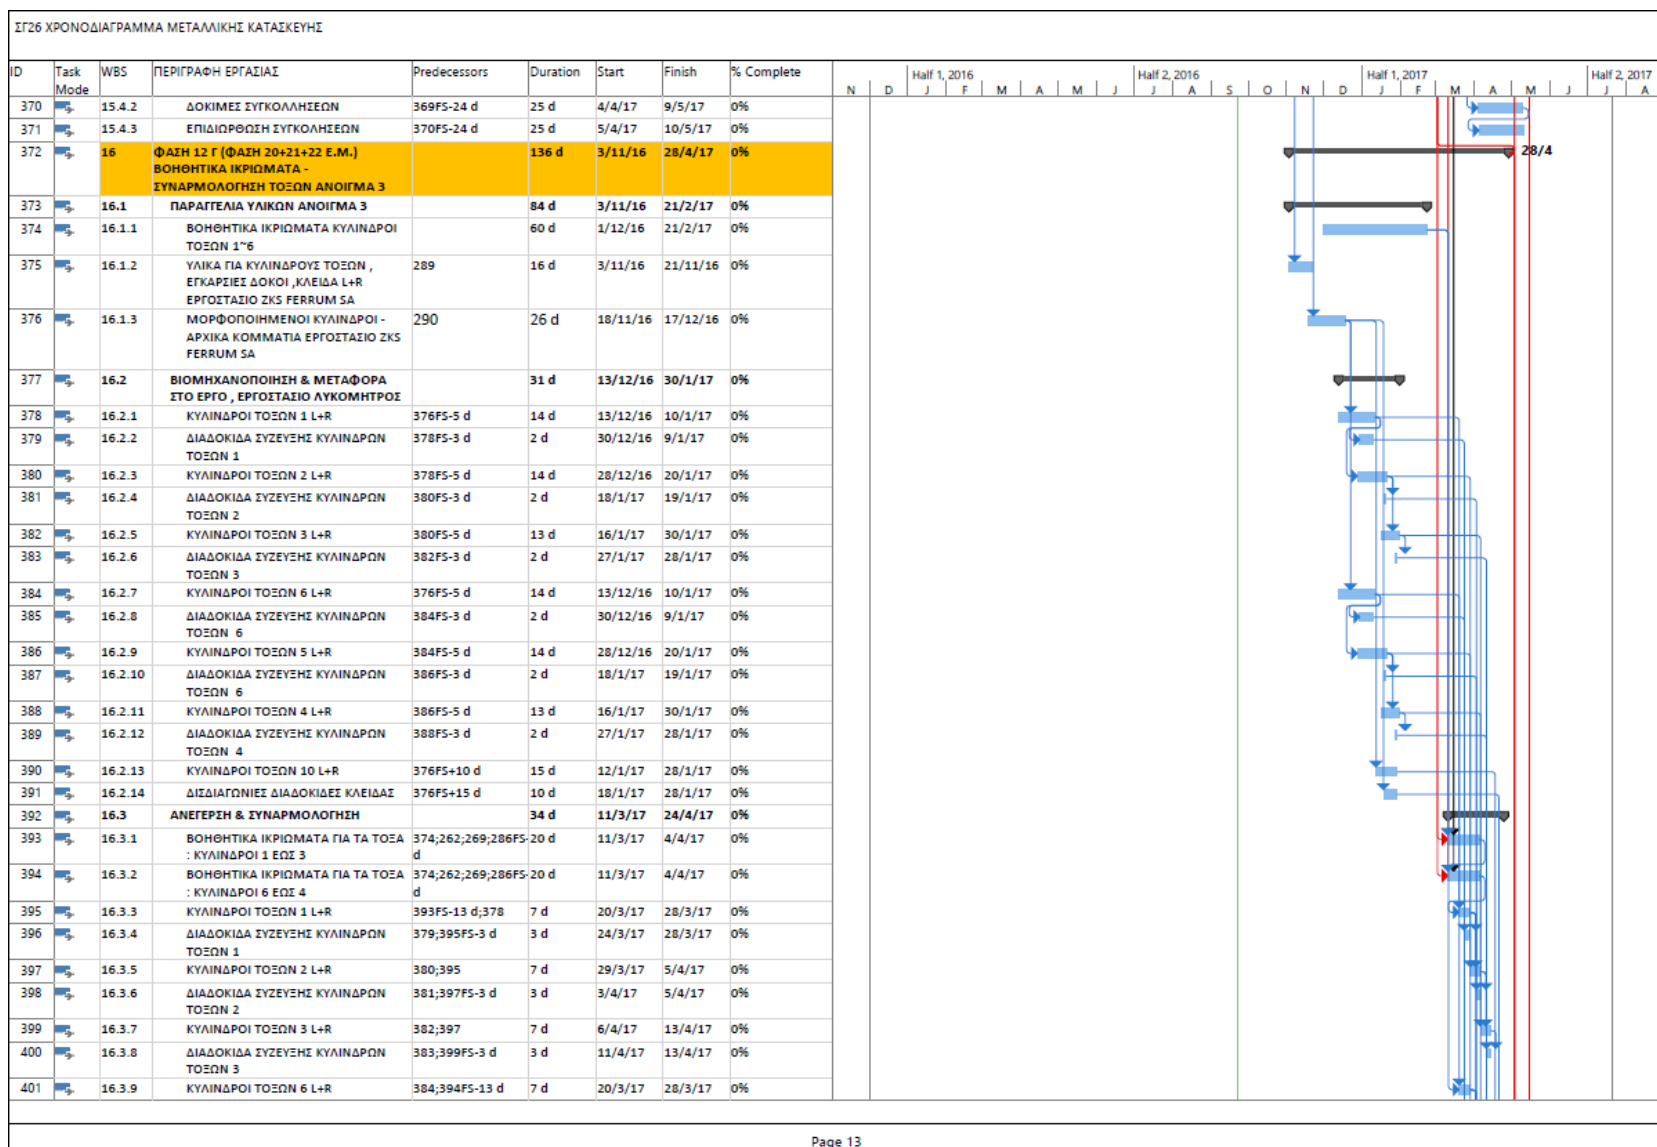 ΣΓ26 ΧΡΟΝΟΔΙΑΓΡΑΜΜΑ ΜΕΤΑΛΛΙΚΗΣ ΚΑΤΑΣΚΕΥΗΣ
ID Task Mode WBS ΠΕΡΙΓΡΑΦΗ ΕΡΓΑΣΙΑΣ Predecessors Duration Start Finish % Complete
Half 1, 2016 Half 2, 2016 Half 1, 2017 Half 2, 2017
N D J F M A M J J A S O N D J F M A M J J A
370 15.4.2 ΔΟΚΙΜΕΣ ΣΥΓΚΟΛΛΗΣΕΩΝ 369FS-24 d 25 d 4/4/17 9/5/17 0%
371 15.4.3 ΕΠΙΔΙΩΡΘΩΣΗ ΣΥΓΚΟΛΗΣΕΩΝ 370FS-24 d 25 d 5/4/17 10/5/17 0%
372 16 ΦΑΣΗ 12 Γ (ΦΑΣΗ 20+21+22 Ε.Μ.) 136 d 3/11/16 28/4/17 0% 28/4
ΒΟΗΘΗΤΙΚΑ ΙΚΡΙΩΜΑΤΑ -
ΣΥΝΑΡΜΟΛΟΓΗΣΗ ΤΟΞΩΝ ΑΝΟΙΓΜΑ 3
373 16.1 ΠΑΡΑΓΓΕΛΙΑ ΥΛΙΚΩΝ ΑΝΟΙΓΜΑ 3 84 d 3/11/16 21/2/17 0%
374 16.1.1 ΒΟΗΘΗΤΙΚΑ ΙΚΡΙΩΜΑΤΑ ΚΥΛΙΝΔΡΟΙ 60 d 1/12/16 21/2/17 0%
ΤΟΞΩΝ 1~6
375 16.1.2 ΥΛΙΚΑ ΓΙΑ ΚΥΛΙΝΔΡΟΥΣ ΤΟΞΩΝ , 289 16 d 3/11/16 21/11/16 0%
ΕΓΚΑΡΣΙΕΣ ΔΟΚΟΙ ,ΚΛΕΙΔΑ L+R
ΕΡΓΟΣΤΑΣΙΟ ZKS FERRUM SA
376 16.1.3 ΜΟΡΦΟΠΟΙΗΜΕΝΟΙ ΚΥΛΙΝΔΡΟΙ - 290 26 d 18/11/16 17/12/16 0%
ΑΡΧΙΚΑ ΚΟΜΜΑΤΙΑ ΕΡΓΟΣΤΑΣΙΟ ZKS
FERRUM SA
377 16.2 ΒΙΟΜΗΧΑΝΟΠΟΙΗΣΗ & ΜΕΤΑΦΟΡΑ 31 d 13/12/16 30/1/17 0%
ΣΤΟ ΕΡΓΟ , ΕΡΓΟΣΤΑΣΙΟ ΛΥΚΟΜΗΤΡΟΣ
378 16.2.1 ΚΥΛΙΝΔΡΟΙ ΤΟΞΩΝ 1 L+R 376FS-5 d 14 d 13/12/16 10/1/17 0%
379 16.2.2 ΔΙΑΔΟΚΙΔΑ ΣΥΖΕΥΞΗΣ ΚΥΛΙΝΔΡΩΝ 378FS-3 d 2 d 30/12/16 9/1/17 0%
ΤΟΞΩΝ 1
380 16.2.3 ΚΥΛΙΝΔΡΟΙ ΤΟΞΩΝ 2 L+R 378FS-5 d 14 d 28/12/16 20/1/17 0%
381 16.2.4 ΔΙΑΔΟΚΙΔΑ ΣΥΖΕΥΞΗΣ ΚΥΛΙΝΔΡΩΝ 380FS-3 d 2 d 18/1/17 19/1/17 0%
ΤΟΞΩΝ 2
382 16.2.5 ΚΥΛΙΝΔΡΟΙ ΤΟΞΩΝ 3 L+R 380FS-5 d 13 d 16/1/17 30/1/17 0%
383 16.2.6 ΔΙΑΔΟΚΙΔΑ ΣΥΖΕΥΞΗΣ ΚΥΛΙΝΔΡΩΝ 382FS-3 d 2 d 27/1/17 28/1/17 0%
ΤΟΞΩΝ 3
384 16.2.7 ΚΥΛΙΝΔΡΟΙ ΤΟΞΩΝ 6 L+R 376FS-5 d 14 d 13/12/16 10/1/17 0%
385 16.2.8 ΔΙΑΔΟΚΙΔΑ ΣΥΖΕΥΞΗΣ ΚΥΛΙΝΔΡΩΝ 384FS-3 d 2 d 30/12/16 9/1/17 0%
ΤΟΞΩΝ 6
386 16.2.9 ΚΥΛΙΝΔΡΟΙ ΤΟΞΩΝ 5 L+R 384FS-5 d 14 d 28/12/16 20/1/17 0%
387 16.2.10 ΔΙΑΔΟΚΙΔΑ ΣΥΖΕΥΞΗΣ ΚΥΛΙΝΔΡΩΝ 386FS-3 d 2 d 18/1/17 19/1/17 0%
ΤΟΞΩΝ 6
388 16.2.11 ΚΥΛΙΝΔΡΟΙ ΤΟΞΩΝ 4 L+R 386FS-5 d 13 d 16/1/17 30/1/17 0%
389 16.2.12 ΔΙΑΔΟΚΙΔΑ ΣΥΖΕΥΞΗΣ ΚΥΛΙΝΔΡΩΝ 388FS-3 d 2 d 27/1/17 28/1/17 0%
ΤΟΞΩΝ 4
390 16.2.13 ΚΥΛΙΝΔΡΟΙ ΤΟΞΩΝ 10 L+R 376FS+10 d 15 d 12/1/17 28/1/17 0%
391 16.2.14 ΔΙΣΔΙΑΓΩΝΙΕΣ ΔΙΑΔΟΚΙΔΕΣ ΚΛΕΙΔΑΣ 376FS+15 d 10 d 18/1/17 28/1/17 0%
392 16.3 ΑΝΕΓΕΡΣΗ & ΣΥΝΑΡΜΟΛΟΓΗΣΗ 34 d 11/3/17 24/4/17 0%
393 16.3.1 ΒΟΗΘΗΤΙΚΑ ΙΚΡΙΩΜΑΤΑ ΓΙΑ ΤΑ ΤΟΞΑ 374;262;269;286FS- 20 d 11/3/17 4/4/17 0%
: ΚΥΛΙΝΔΡΟΙ 1 ΕΩΣ 3 d
394 16.3.2 ΒΟΗΘΗΤΙΚΑ ΙΚΡΙΩΜΑΤΑ ΓΙΑ ΤΑ ΤΟΞΑ 374;262;269;286FS- 20 d 11/3/17 4/4/17 0%
: ΚΥΛΙΝΔΡΟΙ 6 ΕΩΣ 4 d
395 16.3.3 ΚΥΛΙΝΔΡΟΙ ΤΟΞΩΝ 1 L+R 393FS-13 d;378 7 d 20/3/17 28/3/17 0%
396 16.3.4 ΔΙΑΔΟΚΙΔΑ ΣΥΖΕΥΞΗΣ ΚΥΛΙΝΔΡΩΝ 379;395FS-3 d 3 d 24/3/17 28/3/17 0%
ΤΟΞΩΝ 1
397 16.3.5 ΚΥΛΙΝΔΡΟΙ ΤΟΞΩΝ 2 L+R 380;395 7 d 29/3/17 5/4/17 0%
398 16.3.6 ΔΙΑΔΟΚΙΔΑ ΣΥΖΕΥΞΗΣ ΚΥΛΙΝΔΡΩΝ 381;397FS-3 d 3 d 3/4/17 5/4/17 0%
ΤΟΞΩΝ 2
399 16.3.7 ΚΥΛΙΝΔΡΟΙ ΤΟΞΩΝ 3 L+R 382;397 7 d 6/4/17 13/4/17 0%
400 16.3.8 ΔΙΑΔΟΚΙΔΑ ΣΥΖΕΥΞΗΣ ΚΥΛΙΝΔΡΩΝ 383;399FS-3 d 3 d 11/4/17 13/4/17 0%
ΤΟΞΩΝ 3
401 16.3.9 ΚΥΛΙΝΔΡΟΙ ΤΟΞΩΝ 6 L+R 384;394FS-13 d 7 d 20/3/17 28/3/17 0%
Page 13